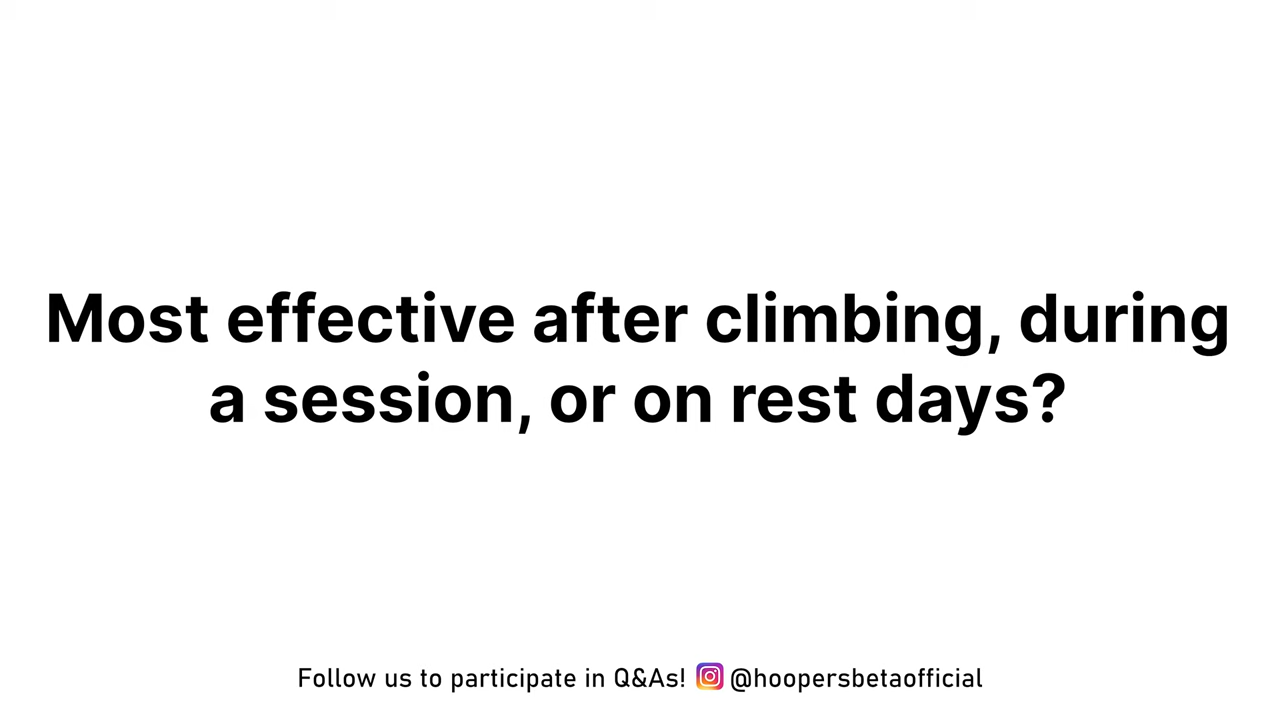 Most effective after climbing, during
a session, or on rest days?
Follow us to participate in Q&As! @hoopersbetaofficial